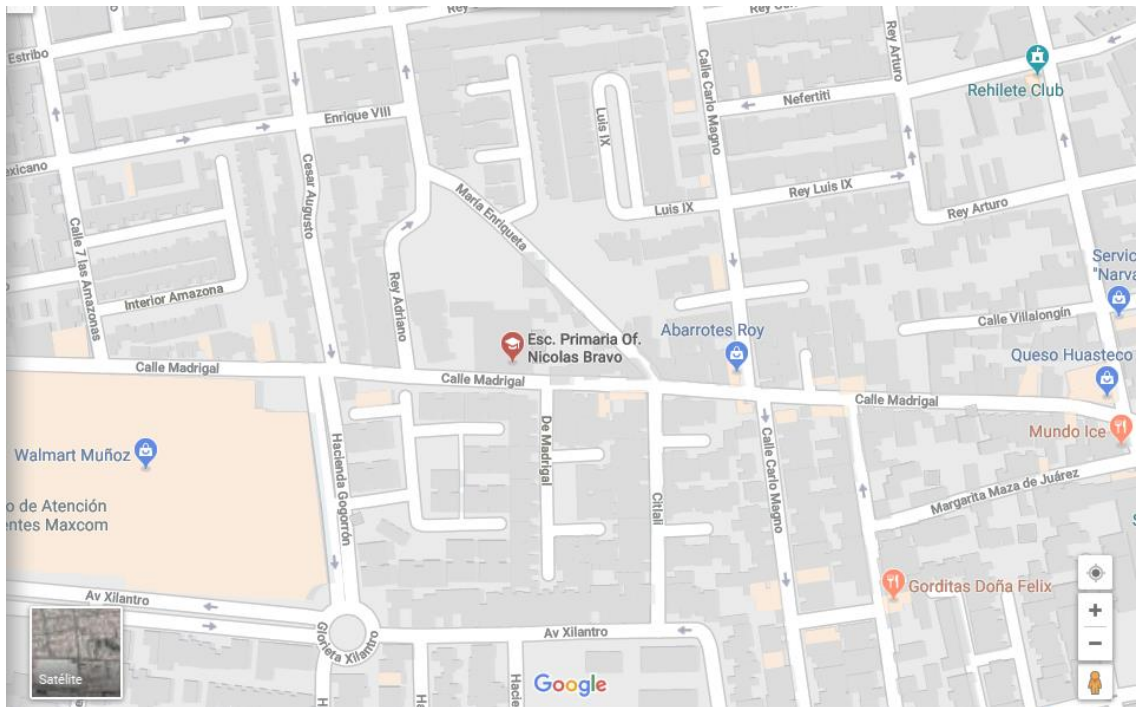 Rey
Rey
Estribo
Rey Arturo
Calle Carlo Magno
Rehilete Club
Nefertiti
Enrique VIII
Luis IX
exicano
Cesar Augusto
María Enriqueta
Rey Luis IX
Luis IX
Rey Arturo
Calle 7 las Amazonas
Rey Adriano
Servic
"Narva
Interior Amazona
Calle Villalongín
Esc. Primaria Of.
Nicolas Bravo
Abarrotes Roy
Queso Huasteco
Calle Madrigal
Calle Madrigal
Calle Madrigal
Mundo Ice
De Madrigal
Hacienda Gogorrón
Calle Carlo Magno
Walmart Muñoz
Citlali
Margarita Maza de Juárez
o de Atención
entes Maxcom
Gorditas Doña Felix
Av Xilantro
Av Xilantro
Glorieta Xilantro
Satélite
Google
Hacie